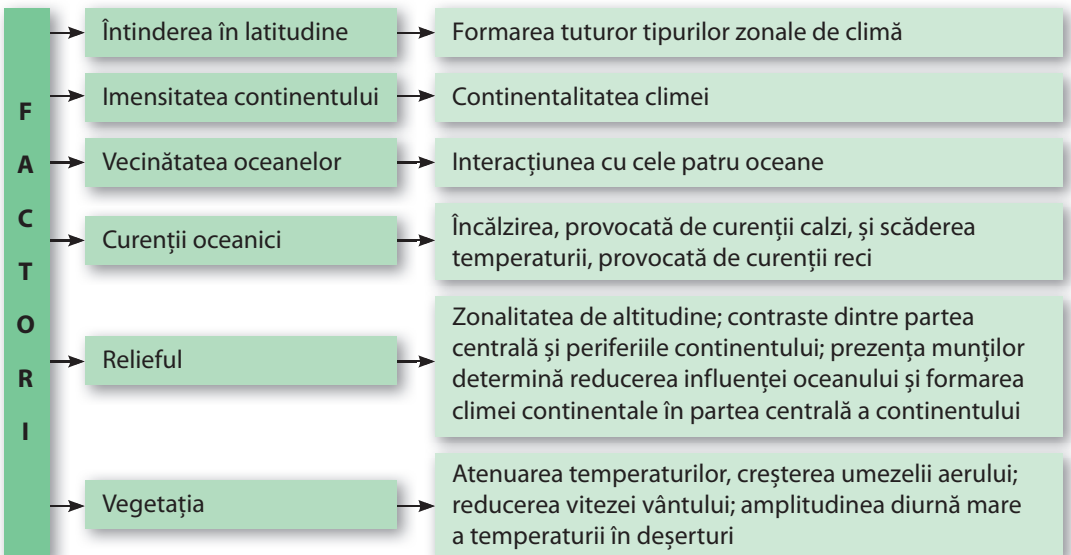 FACTORI
Întinderea în latitudine
Formarea tuturor tipurilor zonale de climă
Imensitatea continentului
Continentalitatea climei
Vecinătatea oceanelor
Interacțiunea cu cele patru oceane
Curenții oceanici
Încălzirea, provocată de curenții calzi, și scăderea
temperaturii, provocată de curenții reci
Relieful
Zonalitatea de altitudine; contraste dintre partea
centrală și periferiile continentului; prezența munților
determină reducerea influenței oceanului și formarea
climei continentale în partea centrală a continentului
Vegetația
Atenuarea temperaturilor, creșterea umezelii aerului;
reducerea vitezei vântului; amplitudinea diurnă mare
a temperaturii în deșerturi